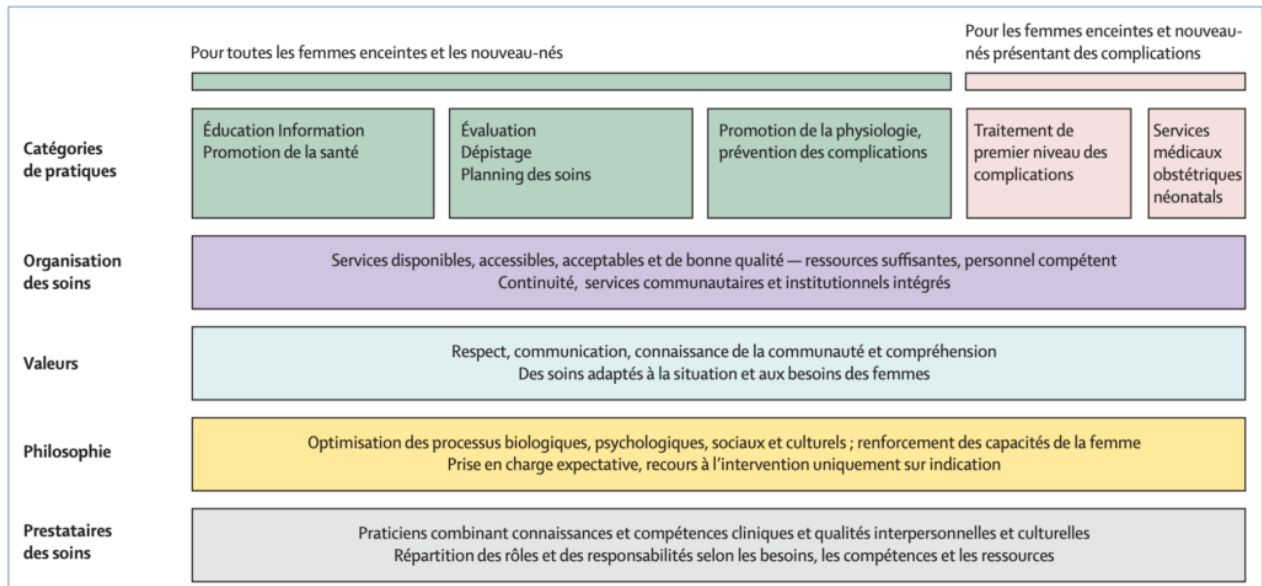 Pour toutes les femmes enceintes et les nouveau-nés
Pour les femmes enceintes et nouveau-
nés présentant des complications
Catégories
de pratiques
Éducation Information
Promotion de la santé
Évaluation
Dépistage
Planning des soins
Promotion de la physiologie,
prévention des complications
Traitement de
premier niveau des
complications
Services
médicaux
obstétriques
néonatals
Organisation
des soins
Services disponibles, accessibles, acceptables et de bonne qualité — ressources suffisantes, personnel compétent
Continuité, services communautaires et institutionnels intégrés
Valeurs
Respect, communication, connaissance de la communauté et compréhension
Des soins adaptés à la situation et aux besoins des femmes
Philosophie
Optimisation des processus biologiques, psychologiques, sociaux et culturels ; renforcement des capacités de la femme
Prise en charge expectative, recours à l’intervention uniquement sur indication
Prestataires
des soins
Praticiens combinant connaissances et compétences cliniques et qualités interpersonnelles et culturelles
Répartition des rôles et des responsabilités selon les besoins, les compétences et les ressources